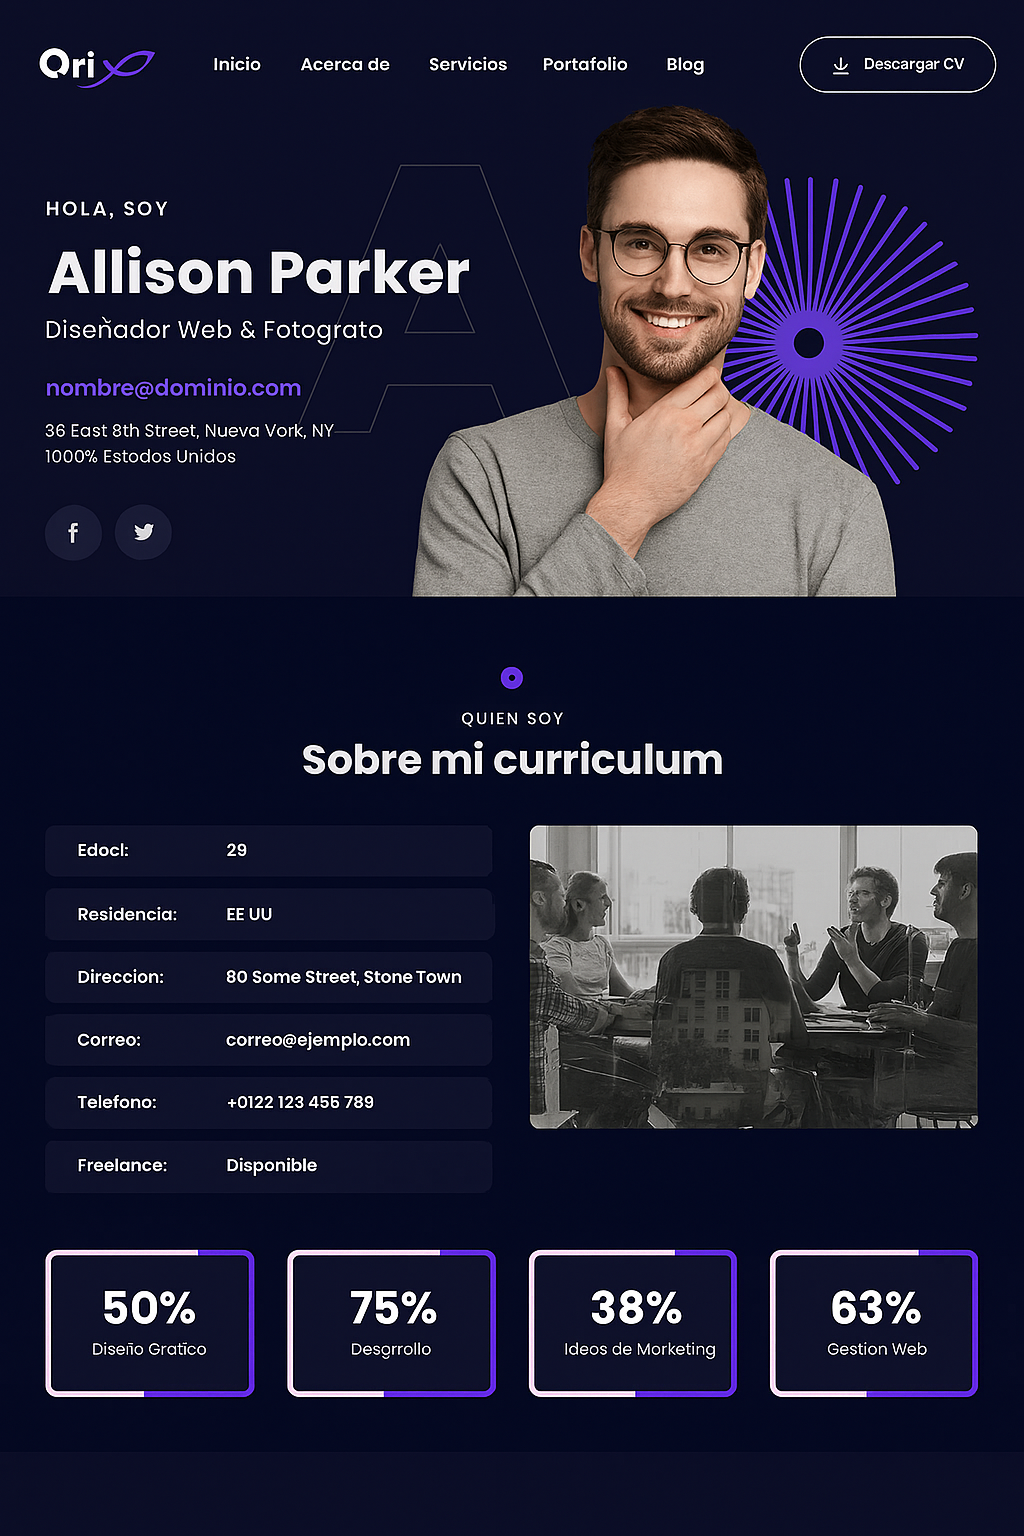 Qri
Inicio Acerca de Servicios Portafolio Blog Descargar CV
HOLA, SOY
Allison Parker
Diseñador Web & Fotograto
nombre@dominio.com
36 East 8th Street, Nueva Vork, NY
1000% Estodos Unidos
QUIEN SOY
Sobre mi curriculum
Edocl: 29
Residencia: EE UU
Direccion: 80 Some Street, Stone Town
Correo: correo@ejemplo.com
Telefono: +0122 123 456 789
Freelance: Disponible
50%
Diseño Gratico
75%
Desgrrollo
38%
Ideos de Morketing
63%
Gestion Web